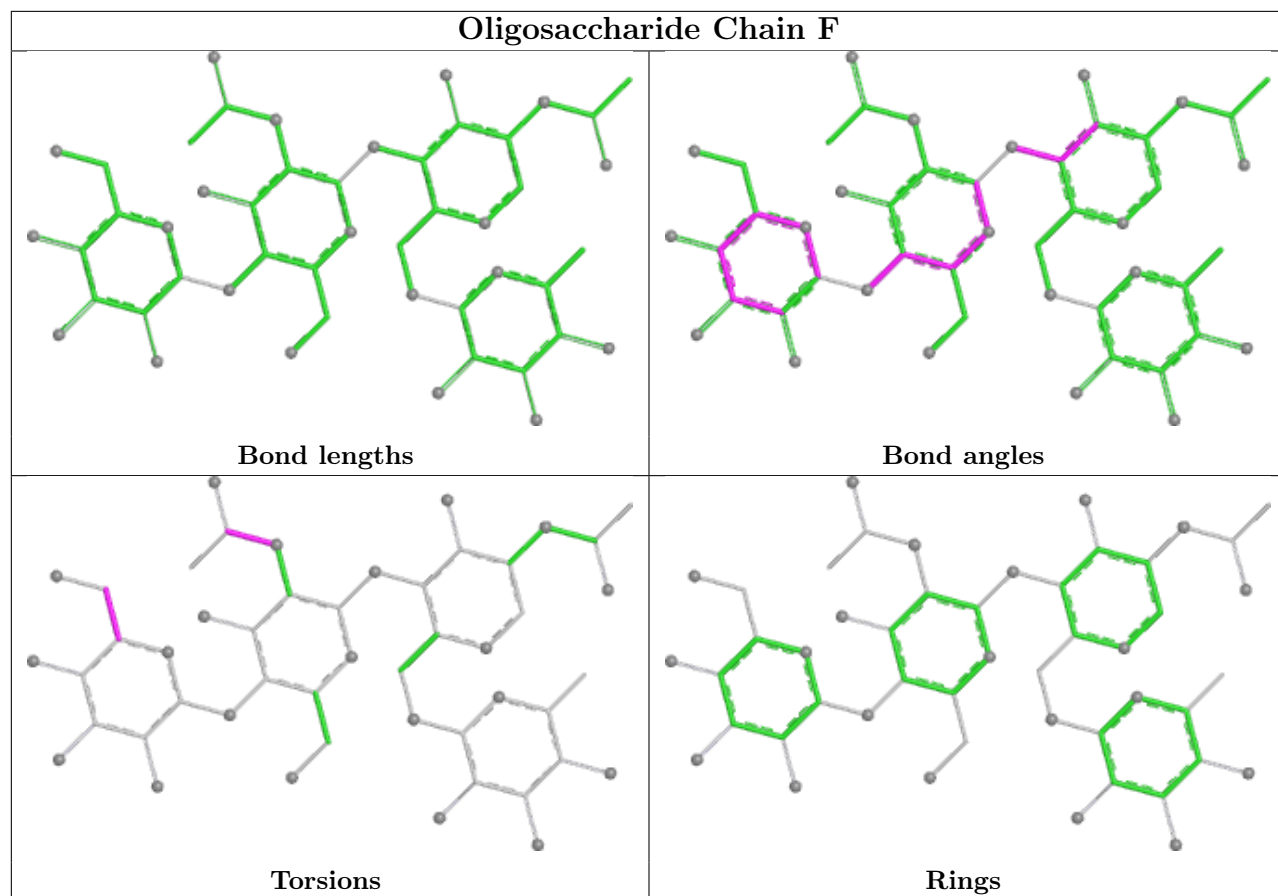 Oligosaccharide Chain F
Bond lengths
Bond angles
Torsions
Rings